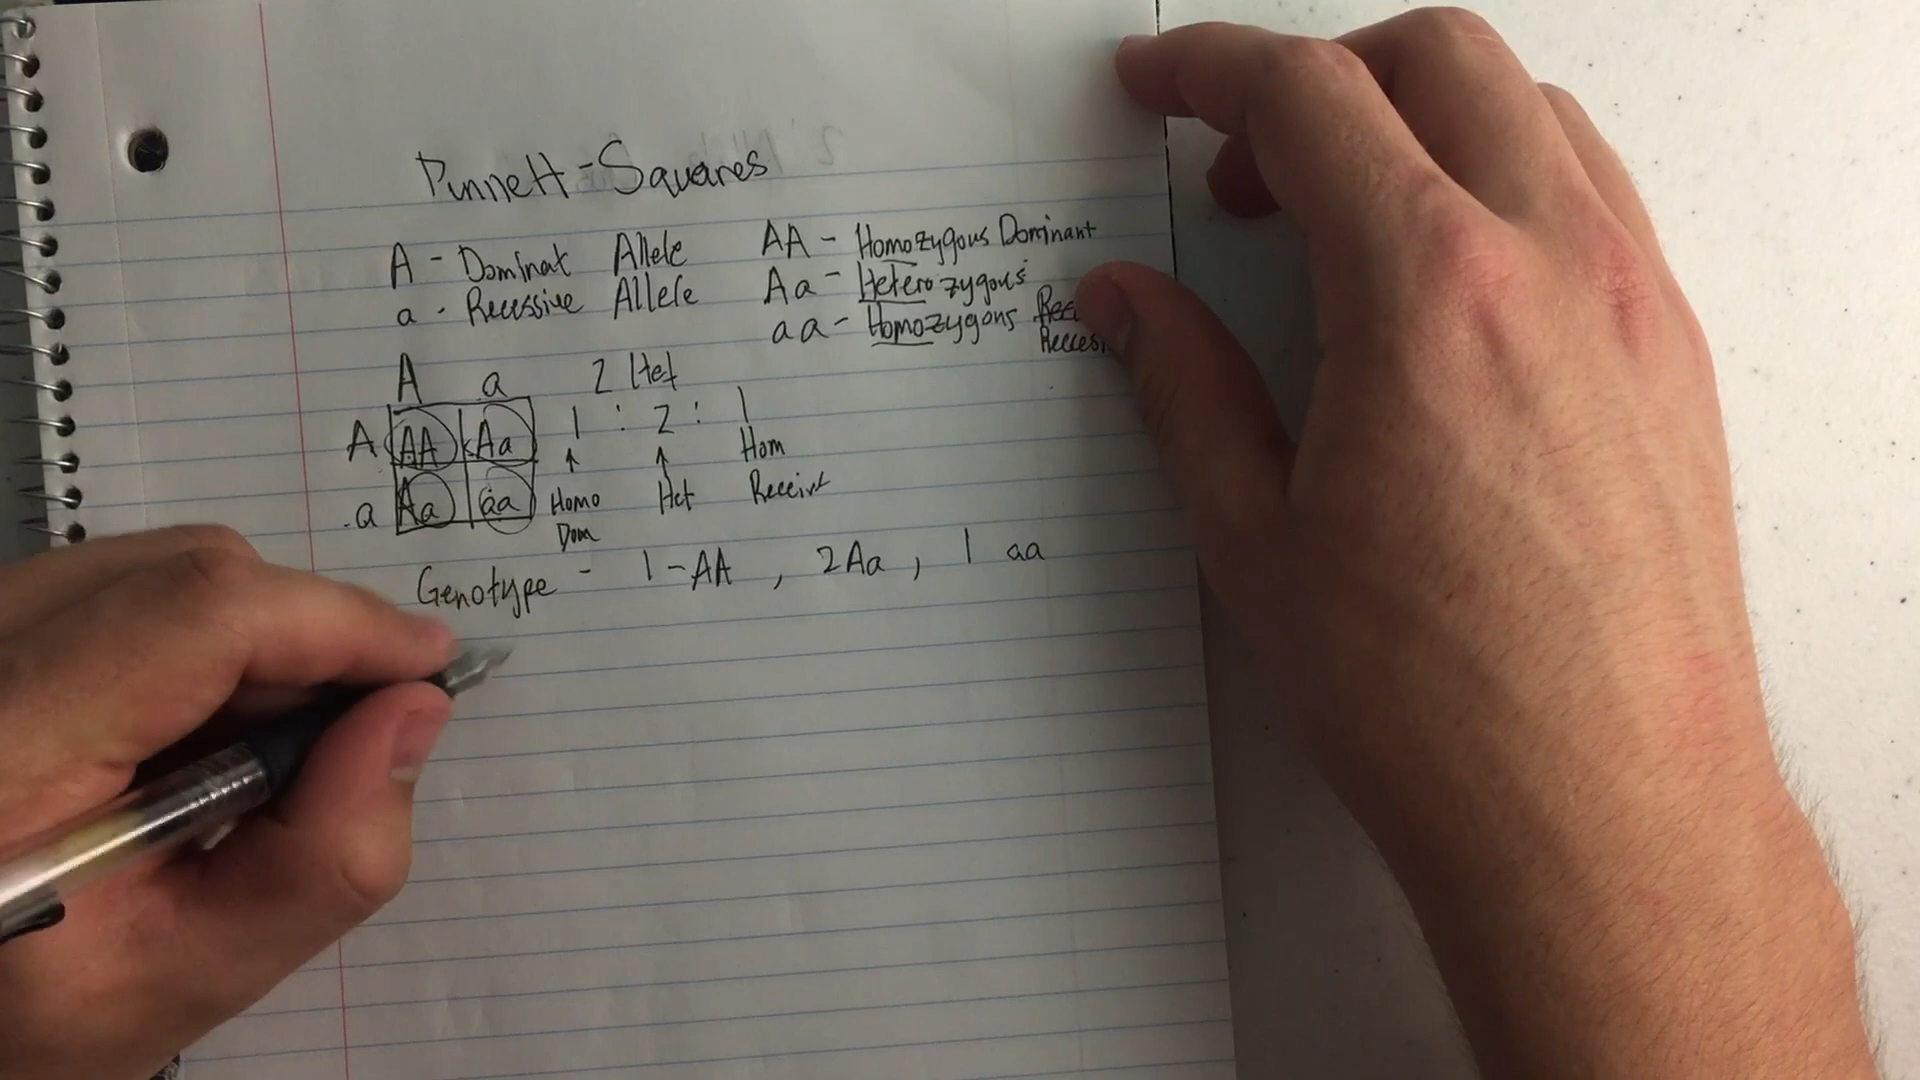 Punnett-Squares
A - Dominat Allele
a - Recessive Allele
AA - Homozygous Dominant
Aa - Heterozygous
aa - Homozygous
A a
2 Het
A AA Aa
a Aa aa
1 : 2 : 1
Homo Dom
Het
Hom
Genotype - 1-AA , 2Aa , 1 aa